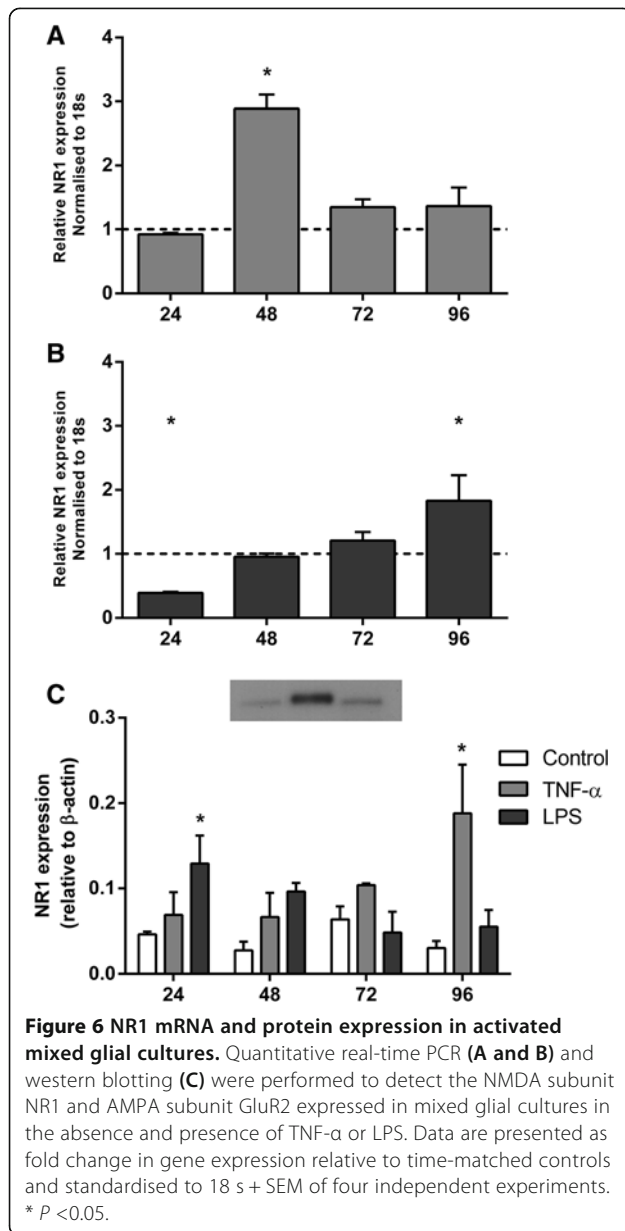 A
Relative NR1 expression
Normalised to 18s
4
3
2
1
0
*
24 48 72 96
B
Relative NR1 expression
Normalised to 18s
4
3
2
1
0
* *
24 48 72 96
C
NR1 expression
(relative to β-actin)
0.3
0.2
0.1
0.0
* *
Control
TNF-α
LPS
24 48 72 96
Figure 6 NR1 mRNA and protein expression in activated
mixed glial cultures. Quantitative real-time PCR (A and B) and
western blotting (C) were performed to detect the NMDA subunit
NR1 and AMPA subunit GluR2 expressed in mixed glial cultures in
the absence and presence of TNF-α or LPS. Data are presented as
fold change in gene expression relative to time-matched controls
and standardised to 18 s + SEM of four independent experiments.
* P <0.05.